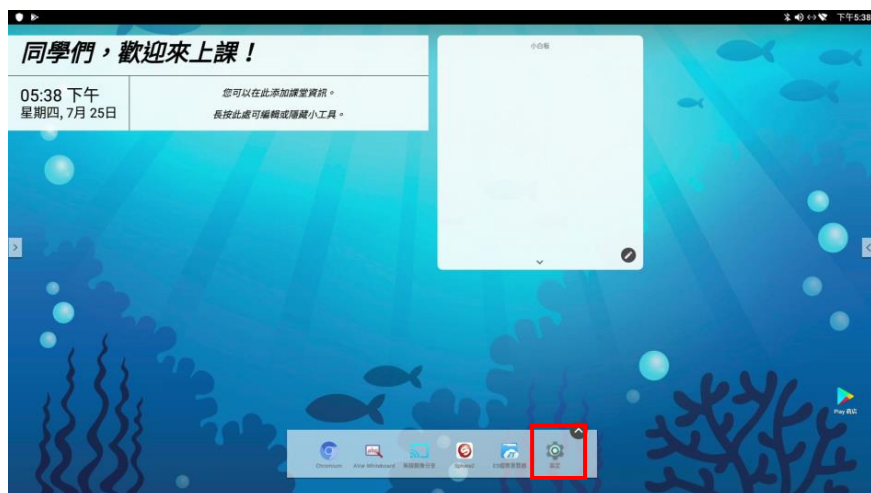 下午5:38
同學們，歡迎來上課！
05:38 下午
星期四, 7月 25日
您可以在此添加課堂資訊。
長按此處可編輯或隱藏小工具。
小白板
Play 商店
Chromium
設定